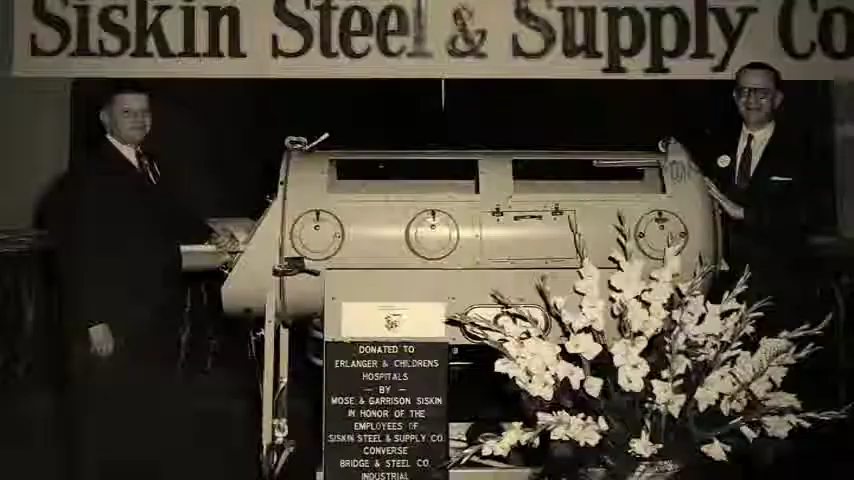 Siskin Steel & Supply Co
DONATED TO
ERLANGER & CHILDRENS
HOSPITALS
— BY —
MOSE & GARRISON SISKIN
IN HONOR OF THE
EMPLOYEES OF
SISKIN STEEL & SUPPLY CO.
CONVERSE
BRIDGE & STEEL CO.
INDUSTRIAL